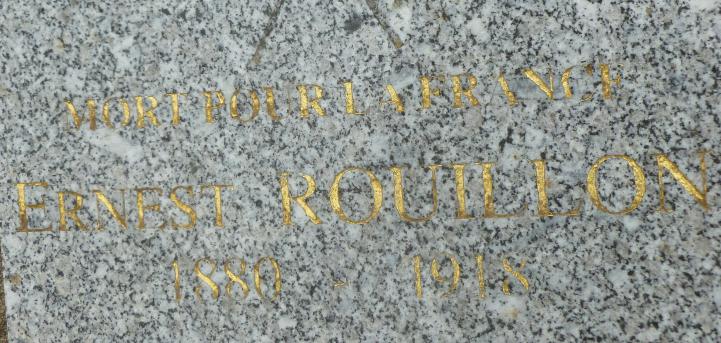 MORT POUR LA FRANCE
ERNEST ROUILLON
1880 - 1918